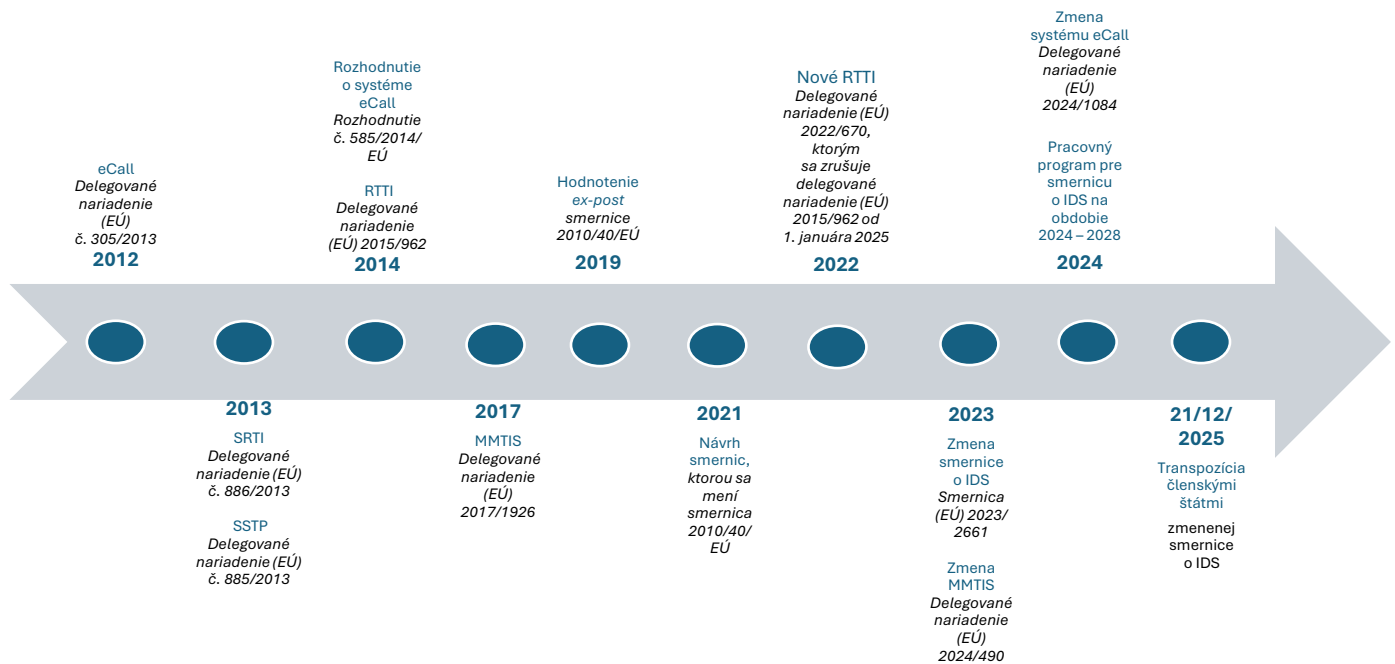 eCall
Delegované
nariadenie
(EÚ)
č. 305/2013
2012
Rozhodnutie
o systéme
eCall
Rozhodnutie
č. 585/2014/
EÚ
RTTI
Delegované
nariadenie
(EÚ) 2015/962
2014
Hodnotenie
ex-post
smernice
2010/40/EÚ
2019
Nové RTTI
Delegované
nariadenie (EÚ)
2022/670,
ktorým
sa zrušuje
delegované
nariadenie (EÚ)
2015/962 od
1. januára 2025
2022
Zmena
systému eCall
Delegované
nariadenie
(EÚ)
2024/1084
Pracovný
program pre
smernicu
o IDS na
obdobie
2024 – 2028
2024
2013
SRTI
Delegované
nariadenie (EÚ)
č. 886/2013
SSTP
Delegované
nariadenie (EÚ)
č. 885/2013
2017
MMTIS
Delegované
nariadenie
(EÚ)
2017/1926
2021
Návrh
smernic,
ktorou sa
mení
smernica
2010/40/
EÚ
2023
Zmena
smernice
o IDS
Smernica
(EÚ) 2023/
2661
Zmena
MMTIS
Delegované
nariadenie
(EÚ)
2024/490
21/12/
2025
Transpozícia
členskými
štátmi
zmenenej
smernice
o IDS